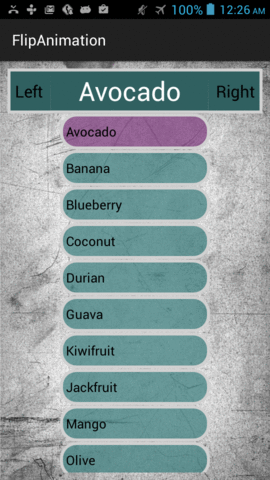 100% 12:26 AM
FlipAnimation
Left Avocado Right
Avocado
Banana
Blueberry
Coconut
Durian
Guava
Kiwifruit
Jackfruit
Mango
Olive